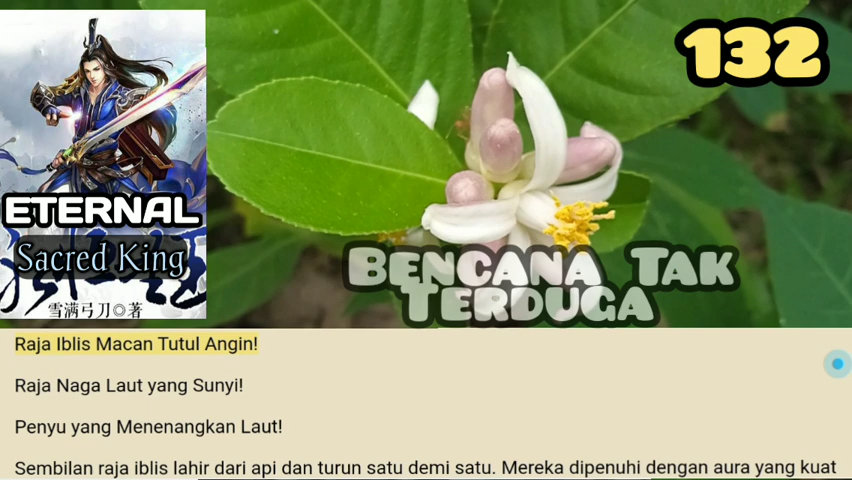 132
ETERNAL
Sacred King
雪满弓刀◎著
BENCANA TAK
TERDUGA
Raja Iblis Macan Tutul Angin!
Raja Naga Laut yang Sunyi!
Penyu yang Menenangkan Laut!
Sembilan raja iblis lahir dari api dan turun satu demi satu. Mereka dipenuhi dengan aura yang kuat